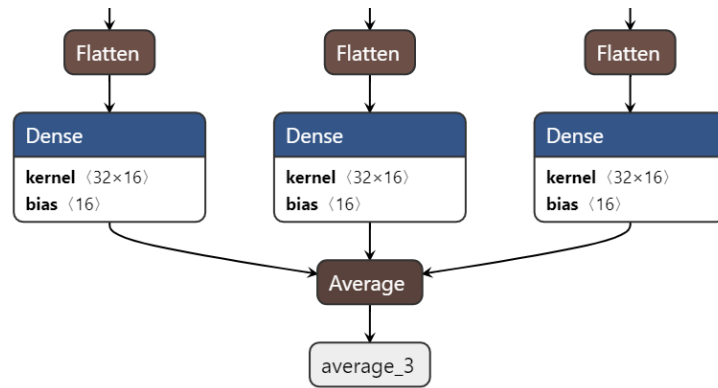 Flatten Flatten Flatten
Dense Dense Dense
kernel 〈32×16〉 kernel 〈32×16〉 kernel 〈32×16〉
bias 〈16〉 bias 〈16〉 bias 〈16〉
Average
average_3